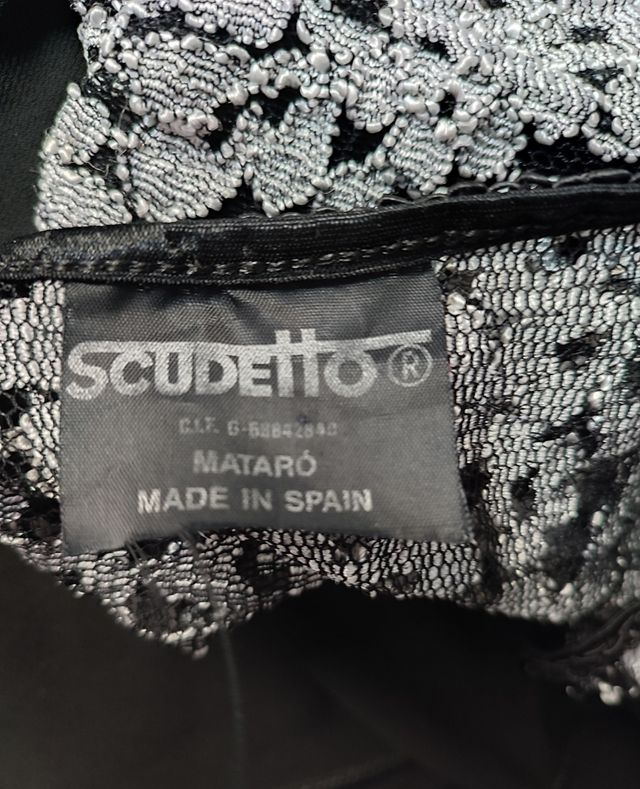 SCUDETTO ®
C.I.F.
MATARÓ
MADE IN SPAIN